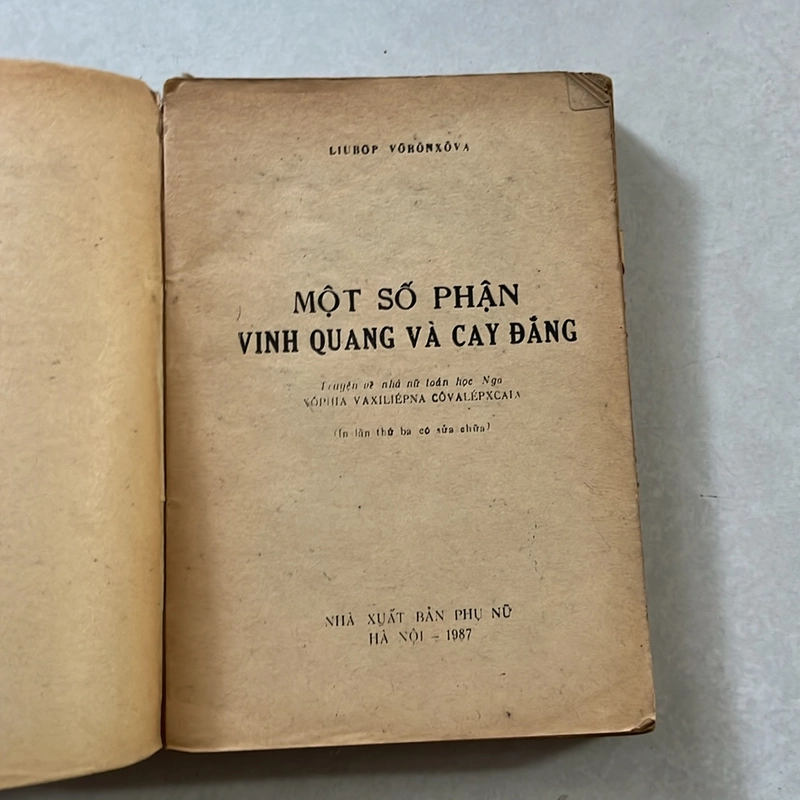 LIUBOP VÔRÔNXÔVA
MỘT SỐ PHẬN
VINH QUANG VÀ CAY ĐẮNG
Truyện về nhà nữ toán học Nga
XÔPHIA VAXILIÉPNA CÔVALÉPXCAIA
(In lần thứ ba có sửa chữa)
NHÀ XUẤT BẢN PHỤ NỮ
HÀ NỘI – 1987